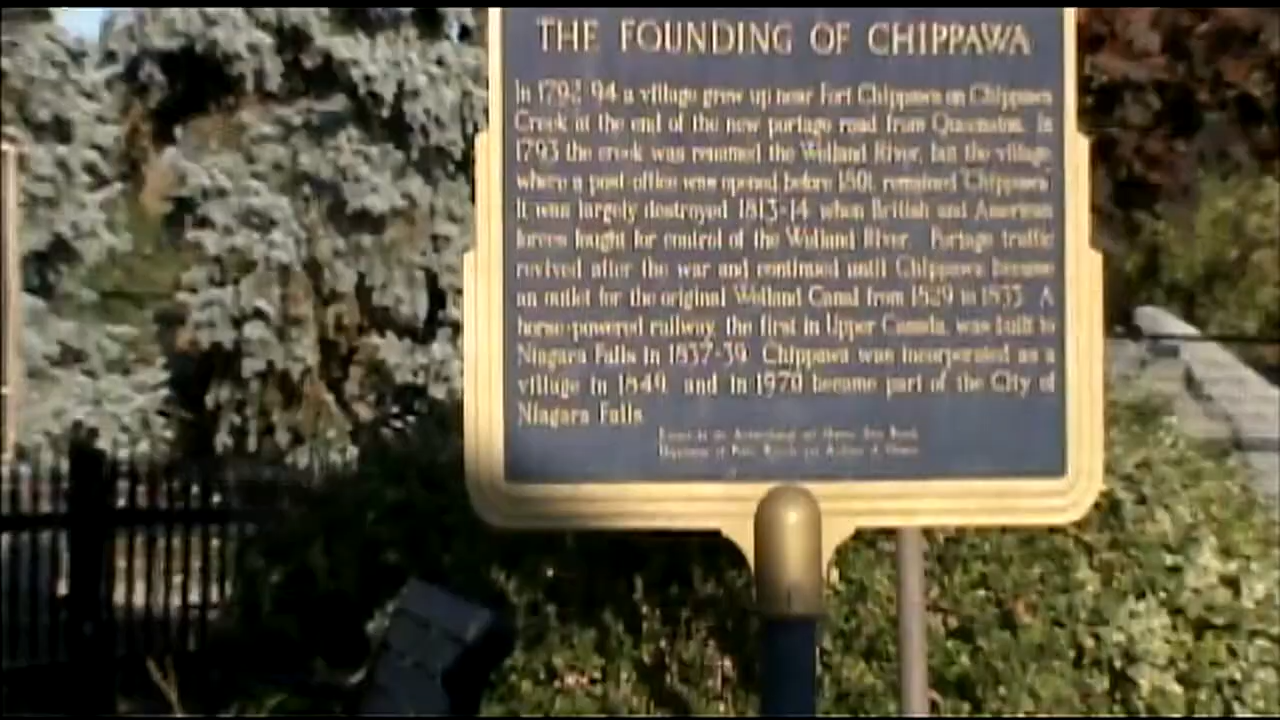 THE FOUNDING OF CHIPPAWA
In 1792-94 a village grew up near Fort Chippawa on Chippawa
Creek at the end of the new portage road from Queenston. In
1793 the creek was renamed the Welland River, but the village,
where a post office was opened before 1801, remained "Chippawa".
It was largely destroyed 1813-14 when British and American
forces fought for control of the Welland River. Portage traffic
revived after the war and continued until Chippawa became
an outlet for the original Welland Canal from 1829 to 1833. A
horse-powered railway, the first in Upper Canada, was built to
Niagara Falls in 1837-39. Chippawa was incorporated as a
village in 1849 and in 1970 became part of the City of
Niagara Falls